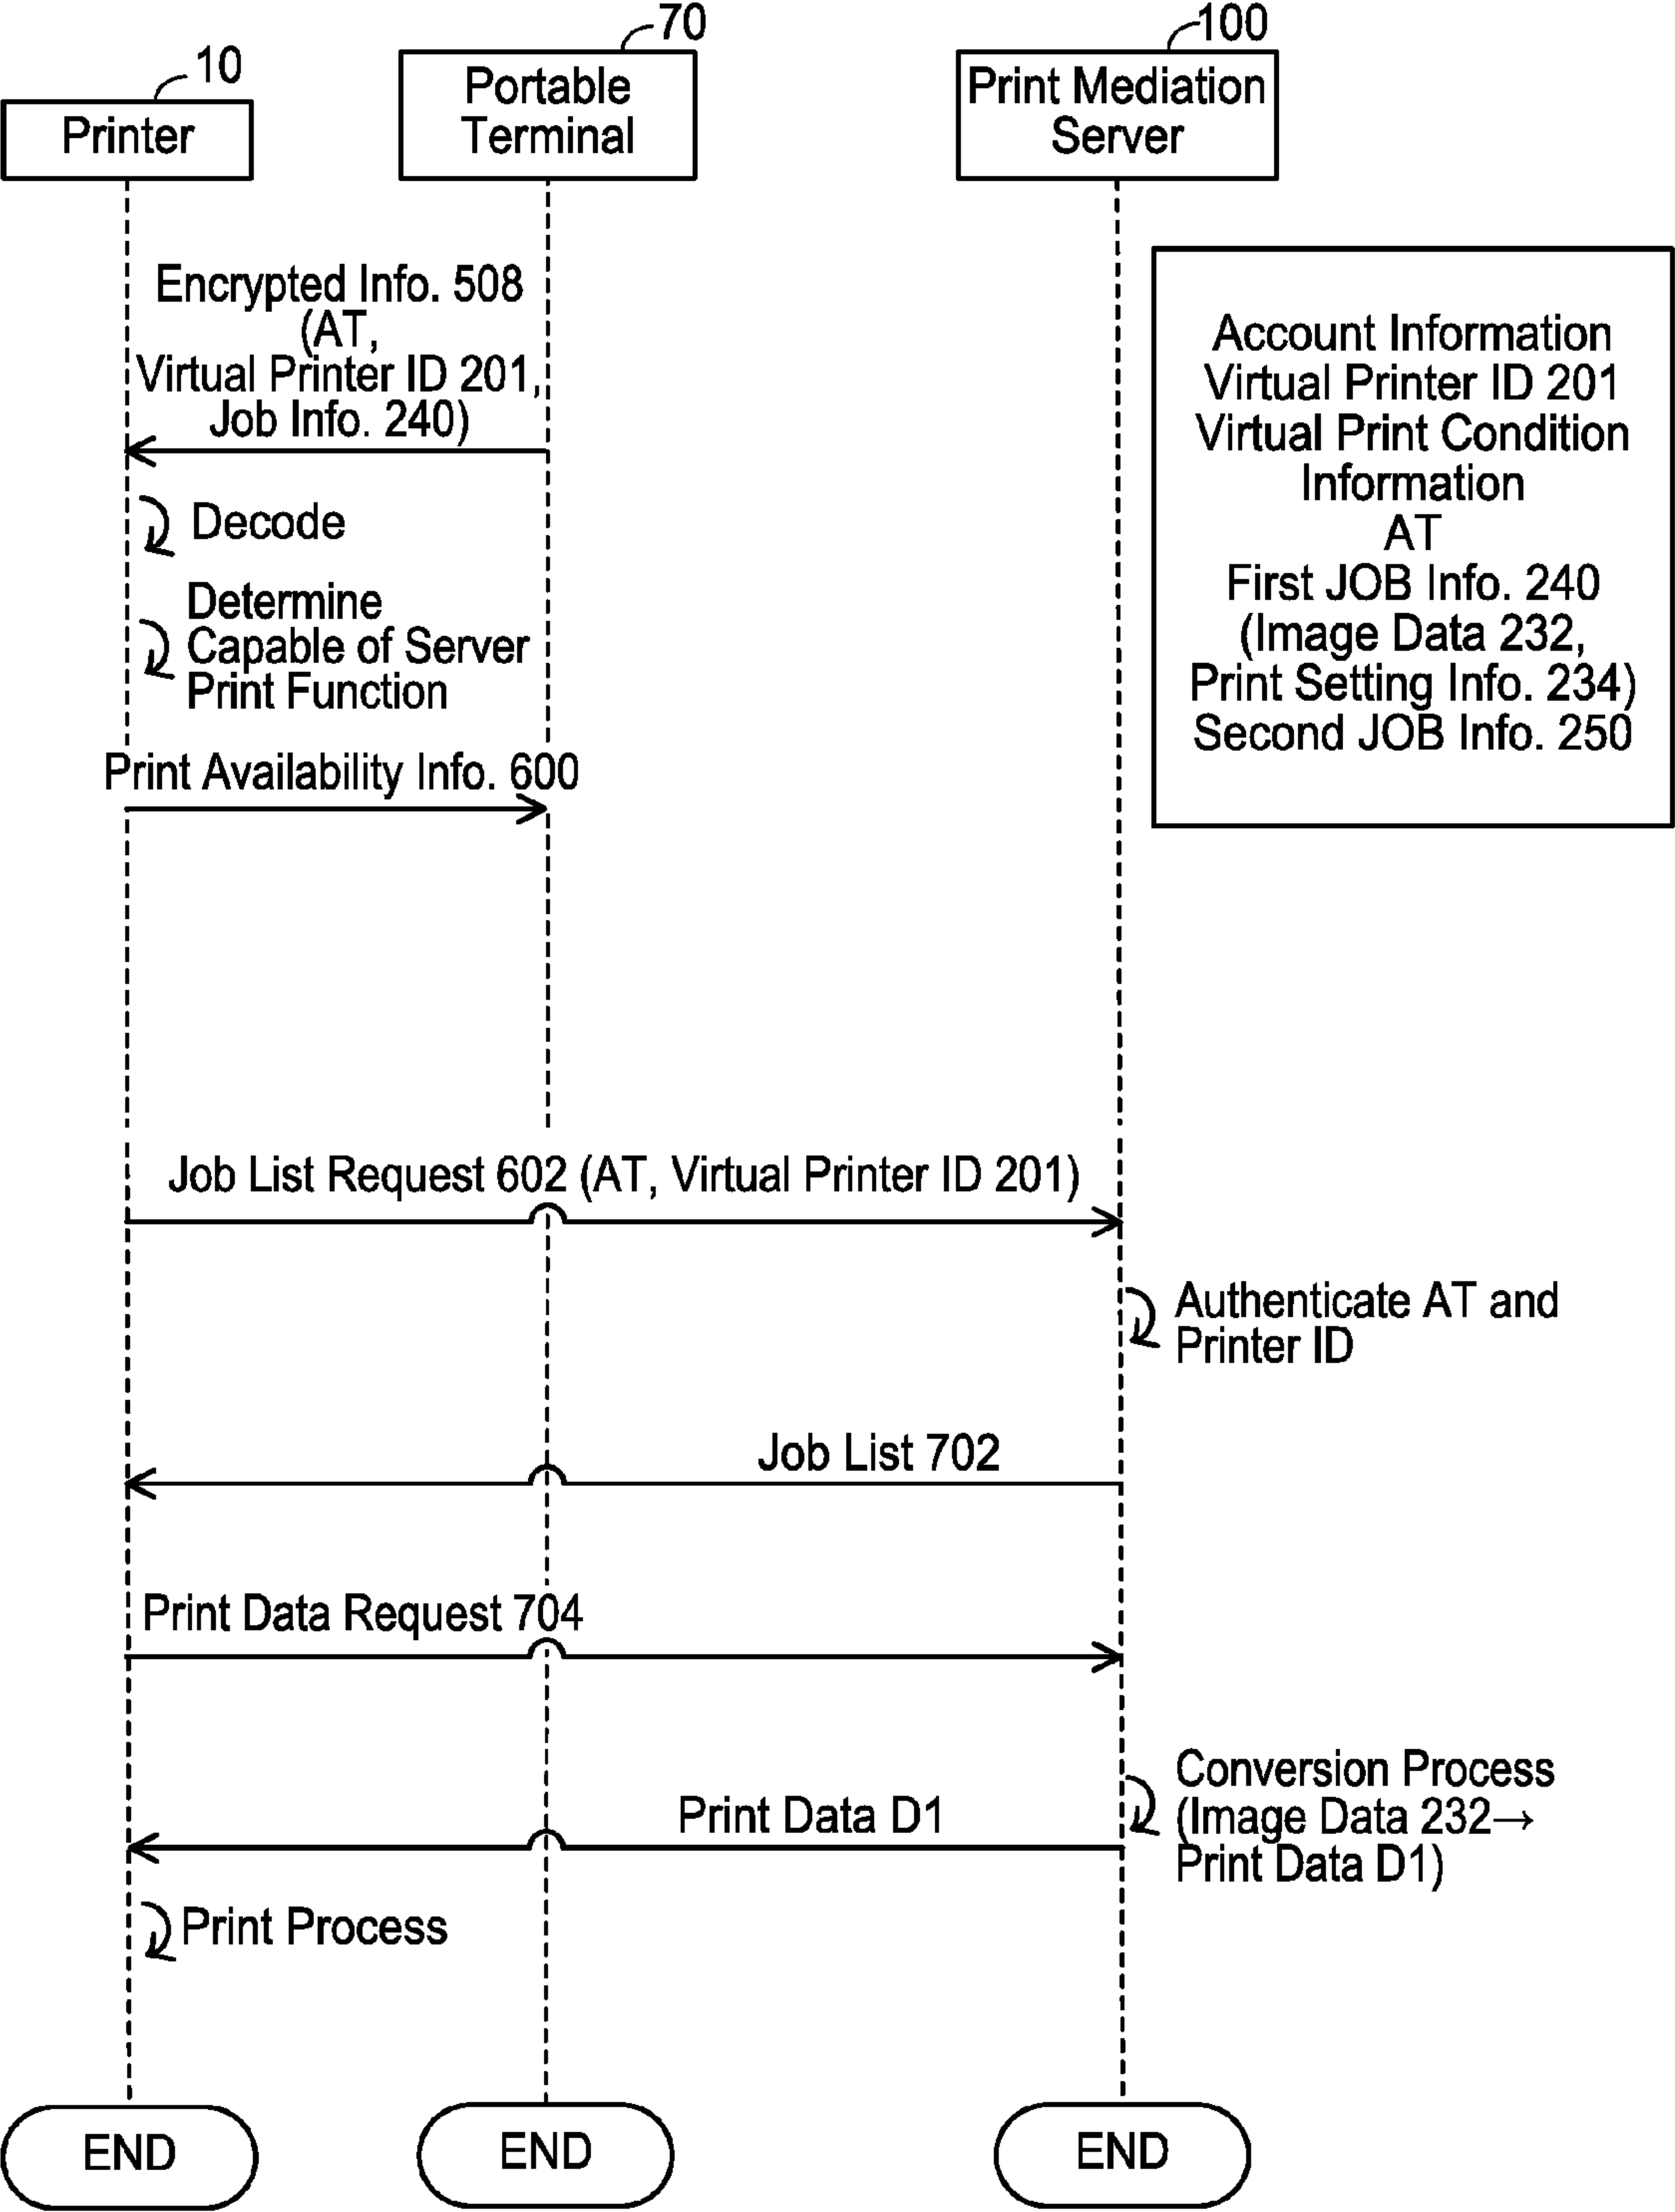 10
Printer
70
Portable
Terminal
100
Print Mediation
Server
Encrypted Info. 508
(AT,
Virtual Printer ID 201,
Job Info. 240)
Decode
Determine
Capable of Server
Print Function
Print Availability Info. 600
Account Information
Virtual Printer ID 201
Virtual Print Condition
Information
AT
First JOB Info. 240
(Image Data 232,
Print Setting Info. 234)
Second JOB Info. 250
Job List Request 602 (AT, Virtual Printer ID 201)
Authenticate AT and
Printer ID
Job List 702
Print Data Request 704
Conversion Process
(Image Data 232→
Print Data D1)
Print Data D1
Print Process
END
END
END